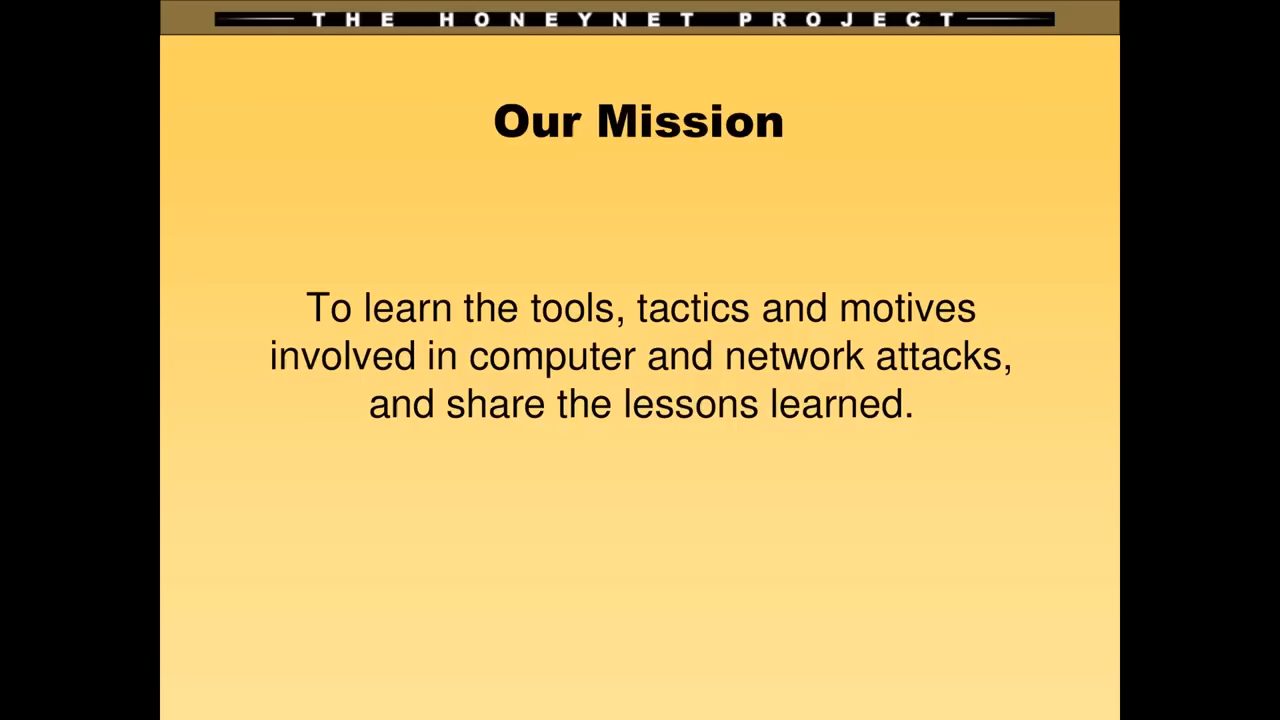 THE HONEYNET PROJECT
Our Mission
To learn the tools, tactics and motives
involved in computer and network attacks,
and share the lessons learned.